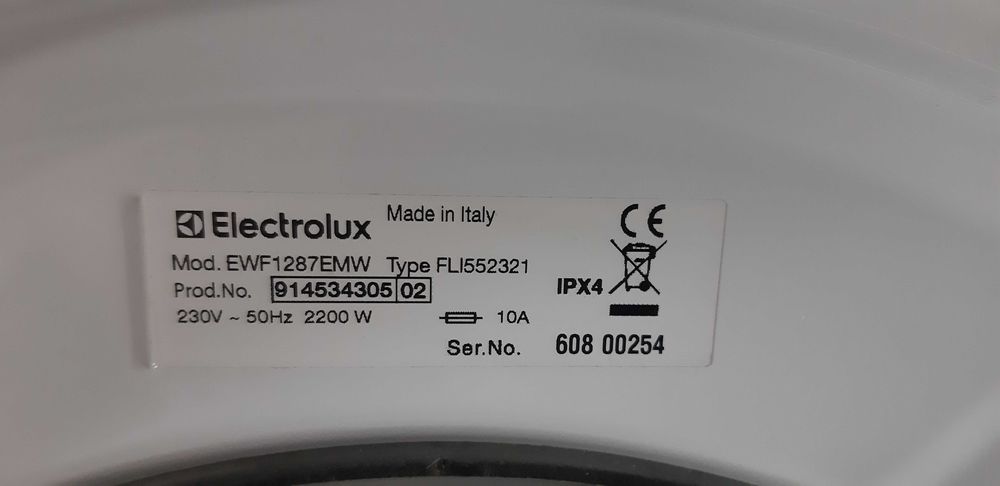 Electrolux Made in Italy CE
Mod. EWF1287EMW Type FLI552321
Prod.No. 914534305 02 IPX4
230V ~ 50Hz 2200 W 10A
Ser.No. 608 00254